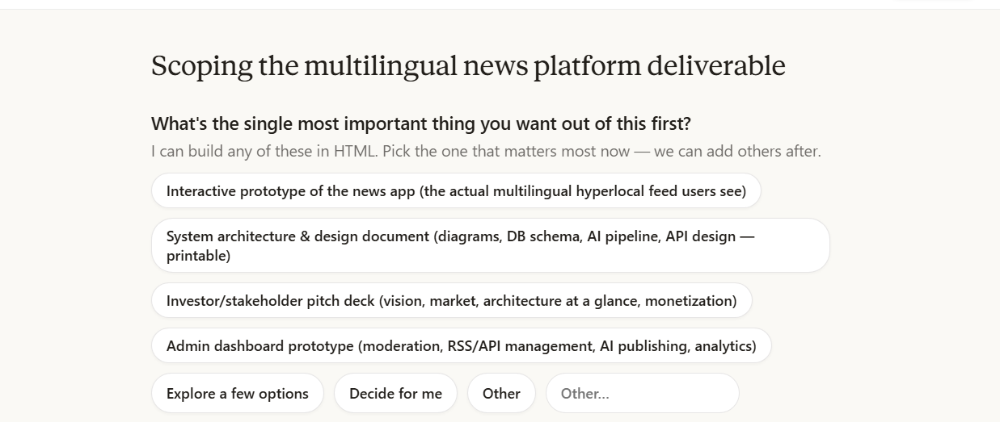 Scoping the multilingual news platform deliverable
What's the single most important thing you want out of this first?
I can build any of these in HTML. Pick the one that matters most now — we can add others after.
Interactive prototype of the news app (the actual multilingual hyperlocal feed users see)
System architecture & design document (diagrams, DB schema, AI pipeline, API design —
printable)
Investor/stakeholder pitch deck (vision, market, architecture at a glance, monetization)
Admin dashboard prototype (moderation, RSS/API management, AI publishing, analytics)
Explore a few options Decide for me Other Other...